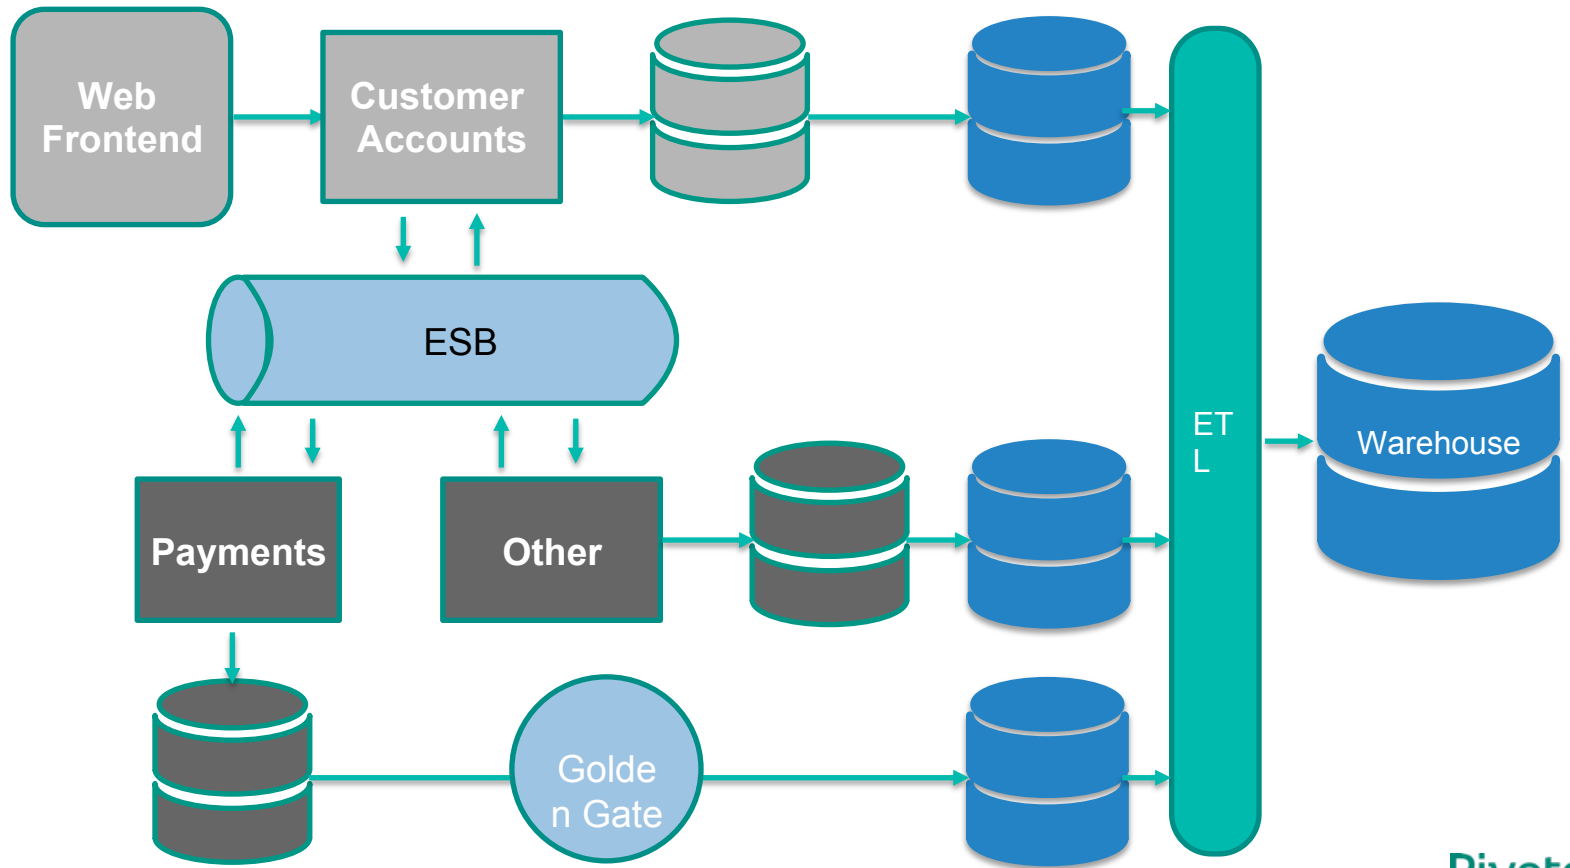 Web
Frontend
Customer
Accounts
ESB
ET
L
Warehouse
Payments
Other
Golde
n Gate